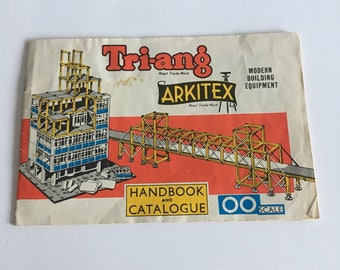 Tri-ang
Regd Trade Mark
ARKITEX
Regd Trade Mark
MODERN
BUILDING
EQUIPMENT
HANDBOOK
AND
CATALOGUE
OO SCALE